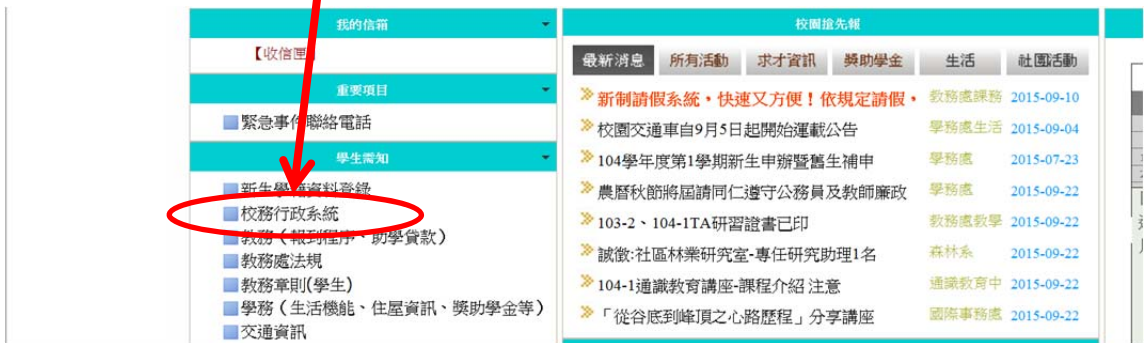 我的信箱
【收信匣】
重要項目
緊急事件聯絡電話
學生需知
新生學籍資料登錄
校務行政系統
教務（報到程序、助學貸款）
教務處法規
教務章則(學生)
學務（生活機能、住屋資訊、獎助學金等）
交通資訊
校園搶先報
最新消息 所有活動 求才資訊 獎助學金 生活 社團活動
新制請假系統，快速又方便！依規定請假， 教務處課務 2015-09-10
校園交通車自9月5日起開始運載公告 學務處生活 2015-09-04
104學年度第1學期新生申辦暨舊生補申 學務處 2015-07-23
農曆秋節將屆請同仁遵守公務員及教師廉政 學務處 2015-09-22
103-2、104-1TA研習證書已印 教務處教學 2015-09-22
誠徵:社區林業研究室-專任研究助理1名 森林系 2015-09-22
104-1通識教育講座-課程介紹 注意 通識教育中 2015-09-22
「從谷底到峰頂之心路歷程」分享講座 國際事務處 2015-09-22